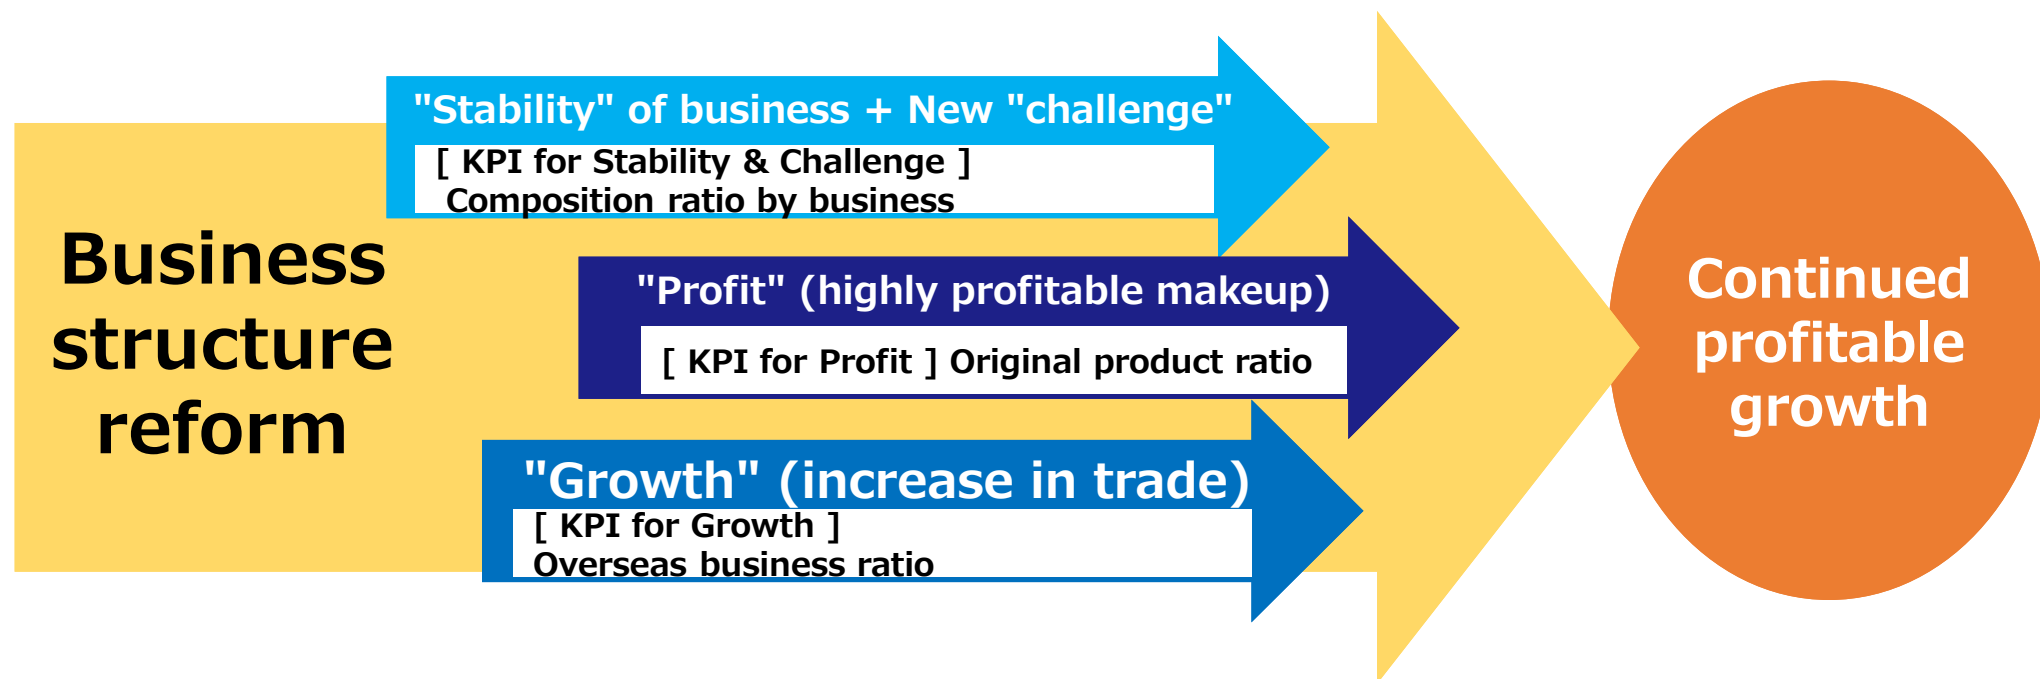 Business
structure
reform
"Stability" of business + New "challenge"
[ KPI for Stability & Challenge ]
Composition ratio by business
"Profit" (highly profitable makeup)
[ KPI for Profit ] Original product ratio
"Growth" (increase in trade)
[ KPI for Growth ]
Overseas business ratio
Continued
profitable
growth